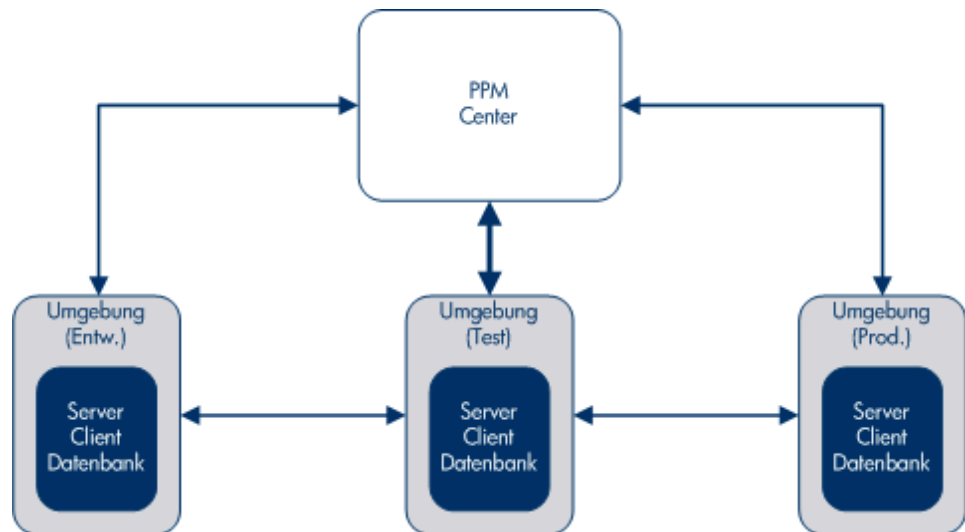 PPM
Center
Umgebung
(Entw.)
Server
Client
Datenbank
Umgebung
(Test)
Server
Client
Datenbank
Umgebung
(Prod.)
Server
Client
Datenbank